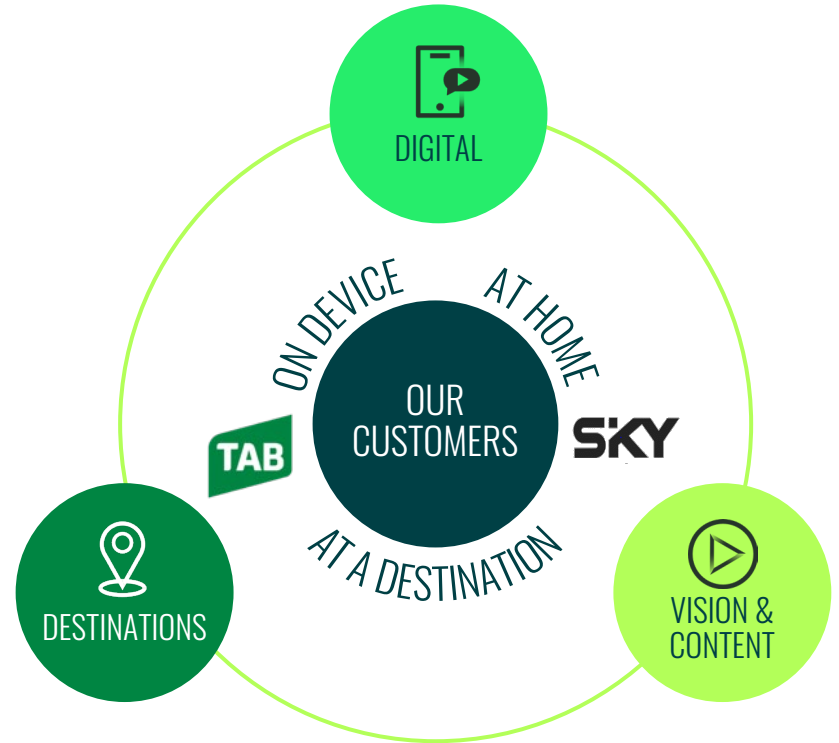 DIGITAL
ON DEVICE
AT HOME
OUR
CUSTOMERS
TAB
SKY
AT A DESTINATION
DESTINATIONS
VISION &
CONTENT